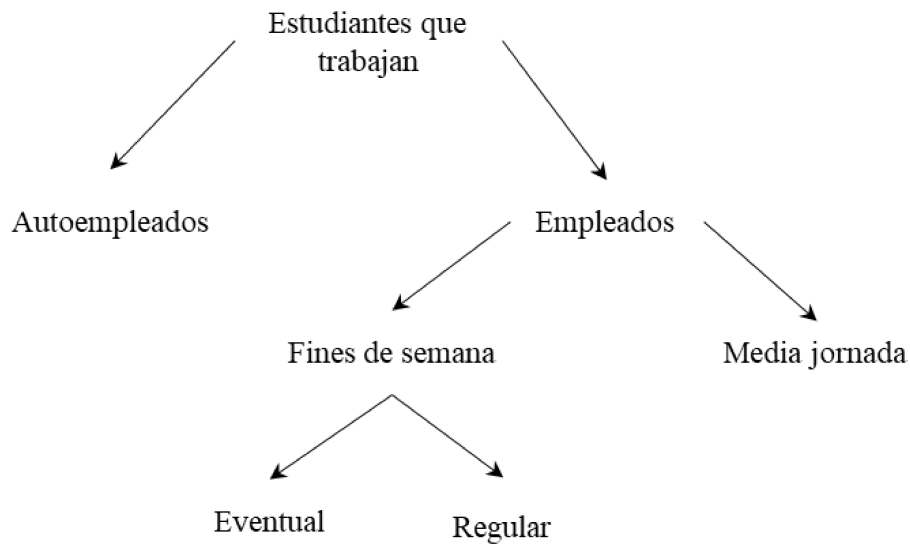 Estudiantes que
trabajan
Autoempleados
Empleados
Fines de semana
Media jornada
Eventual
Regular